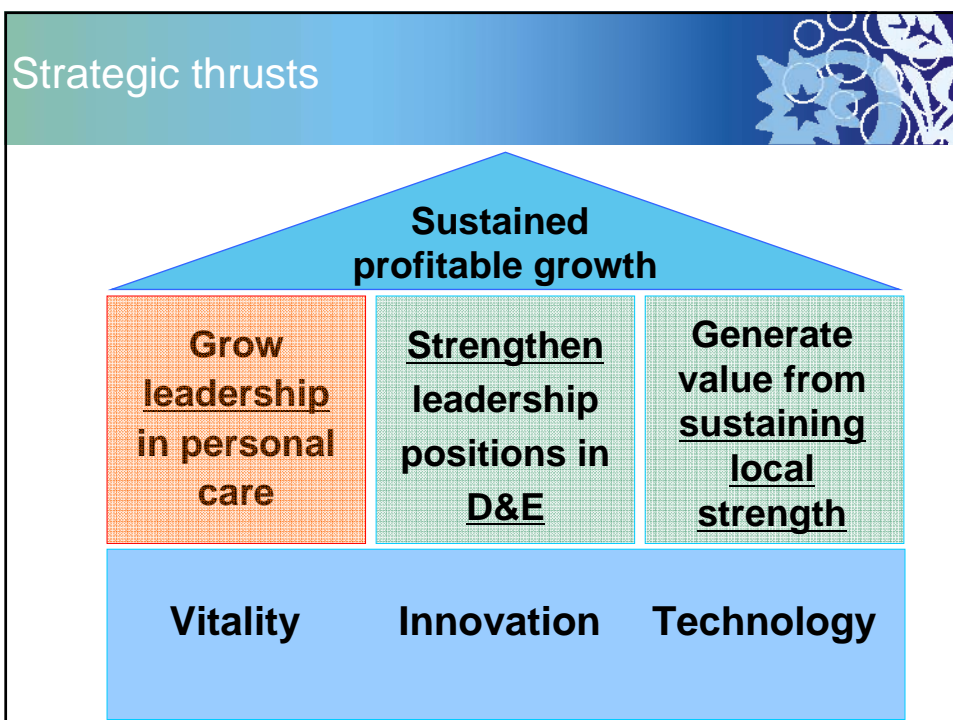 Strategic thrusts
Sustained
profitable growth
Grow
leadership
in personal
care
Strengthen
leadership
positions in
D&E
Generate
value from
sustaining
local
strength
Vitality Innovation Technology